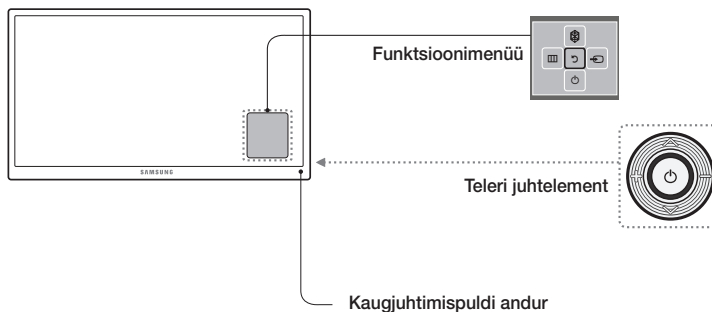 Funktsioonimenüü
SAMSUNG
Teleri juhtelement
Kaugjuhtimispuldi andur